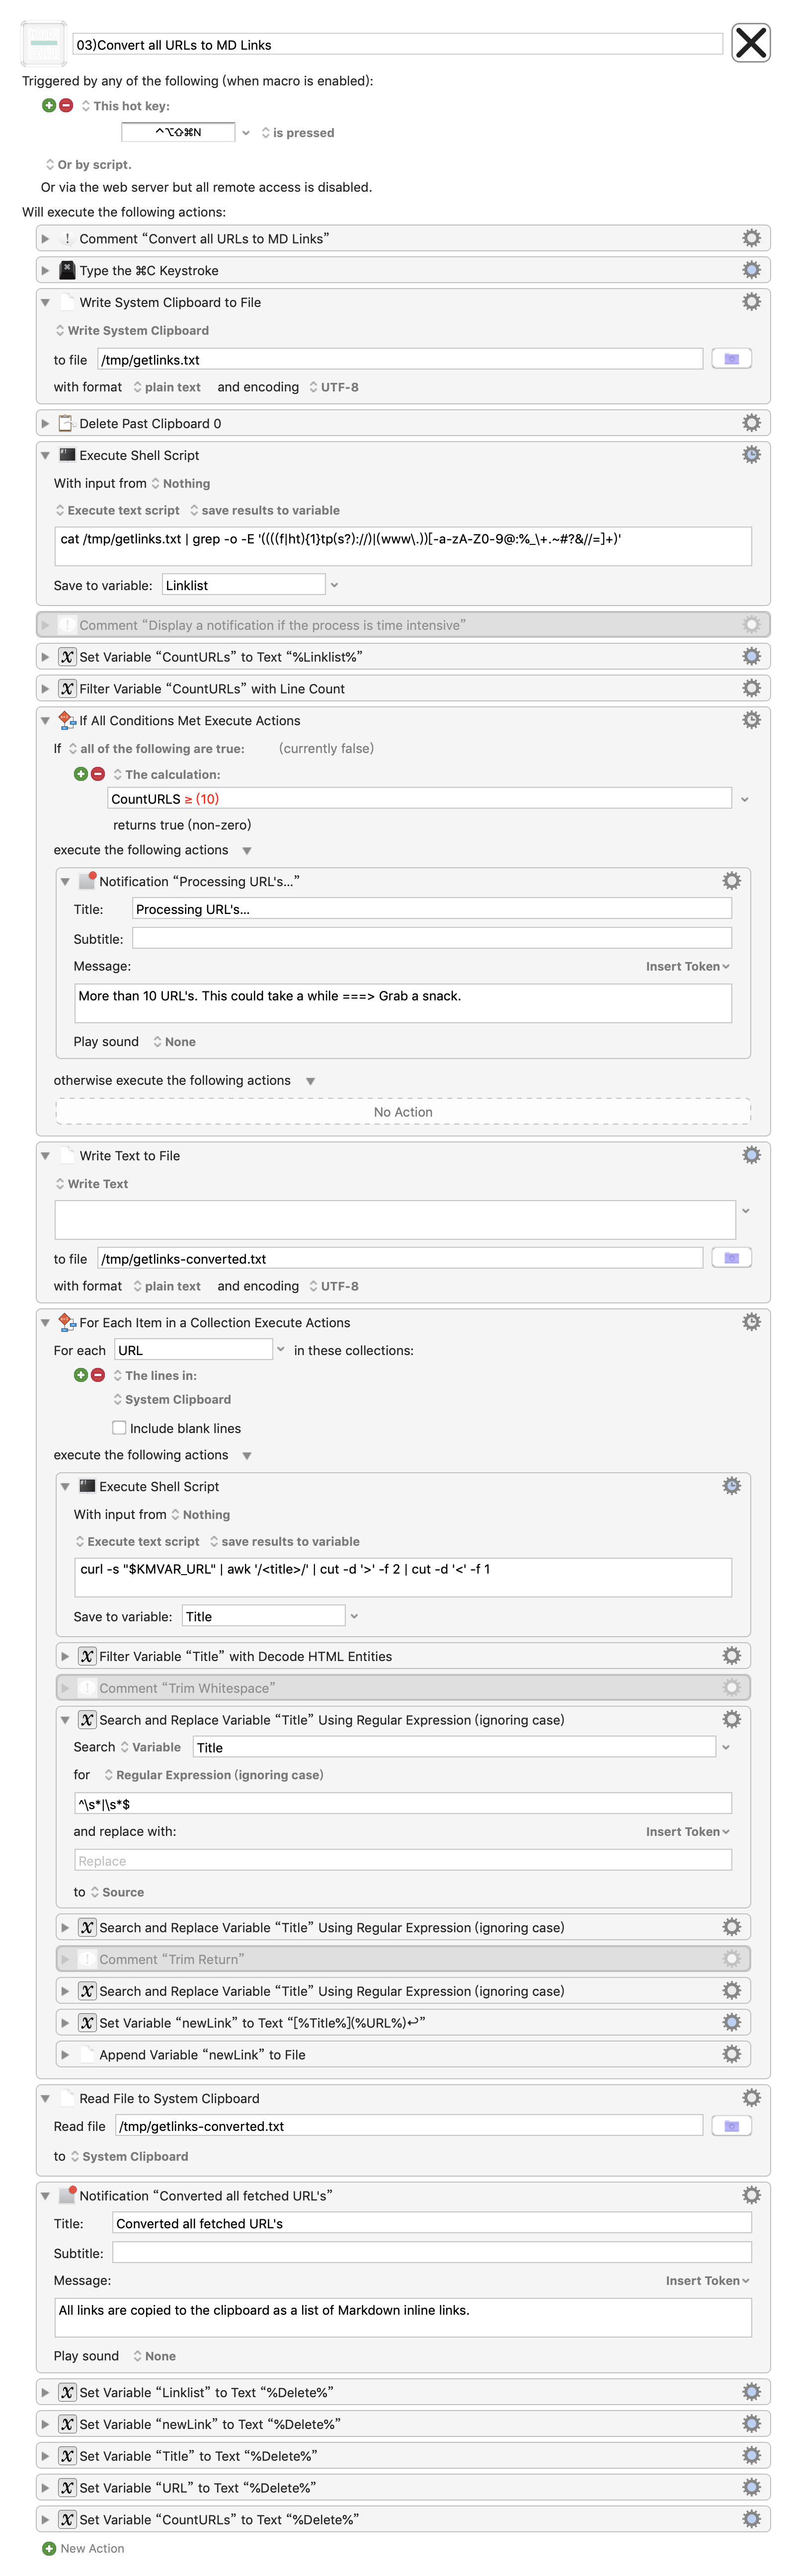 03)Convert all URLs to MD Links
Triggered by any of the following (when macro is enabled):
This hot key:
^⌥⇧⌘N is pressed
Or by script.
Or via the web server but all remote access is disabled.
Will execute the following actions:
Comment “Convert all URLs to MD Links”
Type the ⌘C Keystroke
Write System Clipboard to File
Write System Clipboard
to file /tmp/getlinks.txt
with format plain text and encoding UTF-8
Delete Past Clipboard 0
Execute Shell Script
With input from Nothing
Execute text script save results to variable
cat /tmp/getlinks.txt | grep -o -E '((((f|ht){1}tp(s?)://)|(www\.))[-a-zA-Z0-9@:%_\+.~#?&//=]+)'
Save to variable: Linklist
Comment “Display a notification if the process is time intensive”
Set Variable “CountURLs” to Text “%Linklist%”
Filter Variable “CountURLs” with Line Count
If All Conditions Met Execute Actions
If all of the following are true: (currently false)
The calculation:
CountURLS ≥ (10)
returns true (non-zero)
execute the following actions
Notification “Processing URL's...”
Title: Processing URL's...
Subtitle:
Message: Insert Token
More than 10 URL's. This could take a while ===> Grab a snack.
Play sound None
otherwise execute the following actions
No Action
Write Text to File
Write Text
to file /tmp/getlinks-converted.txt
with format plain text and encoding UTF-8
For Each Item in a Collection Execute Actions
For each URL in these collections:
The lines in:
System Clipboard
Include blank lines
execute the following actions
Execute Shell Script
With input from Nothing
Execute text script save results to variable
curl -s "$KMVAR_URL" | awk '/<title>/' | cut -d '>' -f 2 | cut -d '<' -f 1
Save to variable: Title
Filter Variable “Title” with Decode HTML Entities
Comment “Trim Whitespace”
Search and Replace Variable “Title” Using Regular Expression (ignoring case)
Search Variable Title
for Regular Expression (ignoring case)
^\s*|\s*$
and replace with: Insert Token
Replace
to Source
Search and Replace Variable “Title” Using Regular Expression (ignoring case)
Comment “Trim Return”
Search and Replace Variable “Title” Using Regular Expression (ignoring case)
Set Variable “newLink” to Text “[%Title%](%URL%)↩”
Append Variable “newLink” to File
Read File to System Clipboard
Read file /tmp/getlinks-converted.txt
to System Clipboard
Notification “Converted all fetched URL's”
Title: Converted all fetched URL's
Subtitle:
Message: Insert Token
All links are copied to the clipboard as a list of Markdown inline links.
Play sound None
Set Variable “Linklist” to Text “%Delete%”
Set Variable “newLink” to Text “%Delete%”
Set Variable “Title” to Text “%Delete%”
Set Variable “URL” to Text “%Delete%”
Set Variable “CountURLs” to Text “%Delete%”
New Action